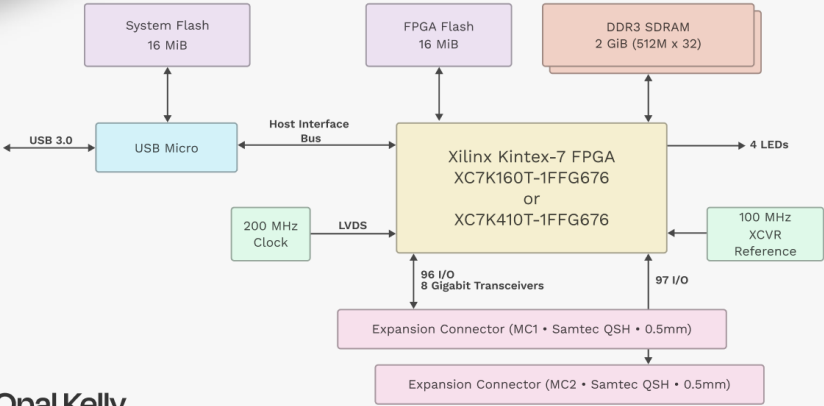 System Flash
16 MiB
FPGA Flash
16 MiB
DDR3 SDRAM
2 GiB (512M x 32)
USB 3.0
USB Micro
Host Interface
Bus
Xilinx Kintex-7 FPGA
XC7K160T-1FFG676
or
XC7K410T-1FFG676
4 LEDs
200 MHz
Clock
LVDS
100 MHz
XCVR
Reference
96 I/O
8 Gigabit Transceivers
97 I/O
Expansion Connector (MC1 • Samtec QSH • 0.5mm)
Expansion Connector (MC2 • Samtec QSH • 0.5mm)
Opal Kelly